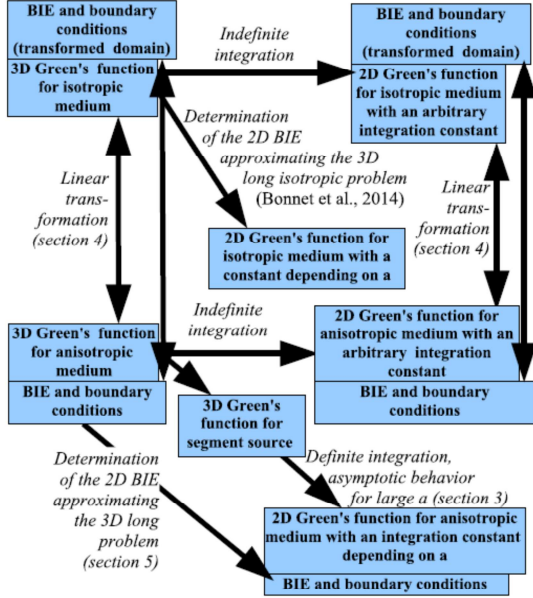 BIE and boundary
conditions
(transformed domain)
3D Green's function
for isotropic
medium
Indefinite
integration
BIE and boundary
conditions
(transformed domain)
2D Green's function
for isotropic medium
with an arbitrary
integration constant
Determination
of the 2D BIE
approximating the 3D
long isotropic problem
(Bonnet et al., 2014)
Linear
trans-
formation
(section 4)
Linear
trans-
formation
(section 4)
2D Green's function for
isotropic medium with a
constant depending on a
3D Green's function
for anisotropic
medium
BIE and boundary
conditions
Indefinite
integration
2D Green's function for
anisotropic medium with an
arbitrary integration
constant
BIE and boundary
conditions
3D Green's
function for
segment source
Determination
of the 2D BIE
approximating
the 3D long
problem
(section 5)
Definite integration,
asymptotic behavior
for large a (section 3)
2D Green's function for anisotropic
medium with an integration constant
depending on a
BIE and boundary conditions